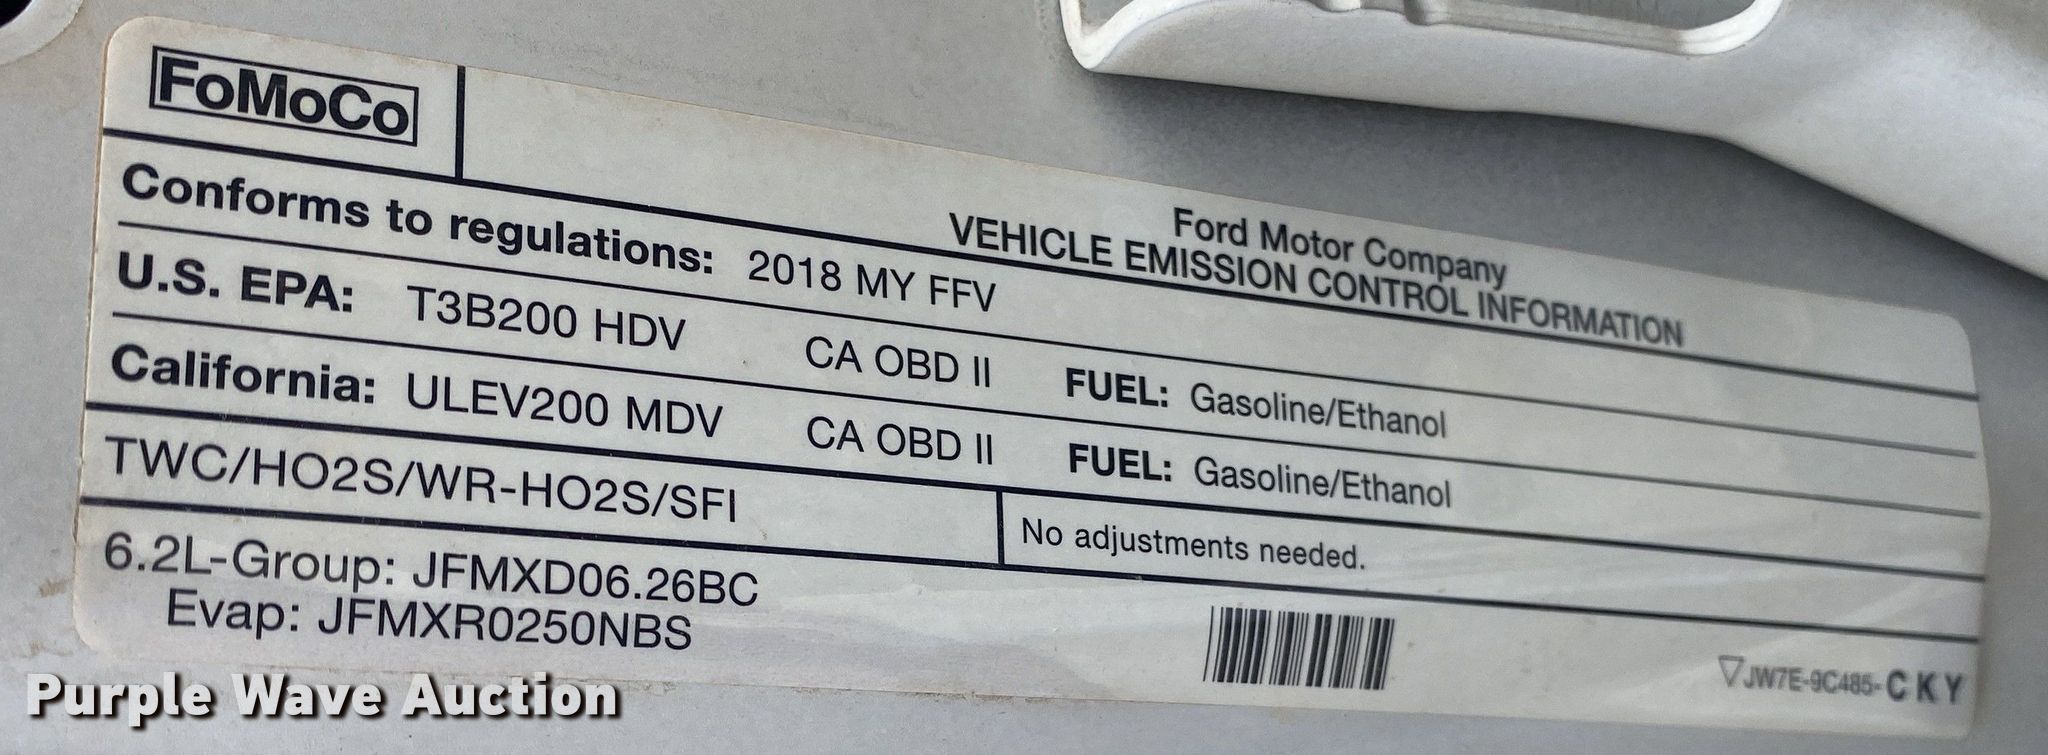 FoMoCo
Ford Motor Company
VEHICLE EMISSION CONTROL INFORMATION
Conforms to regulations: 2018 MY FFV
U.S. EPA: T3B200 HDV CA OBD II FUEL: Gasoline/Ethanol
California: ULEV200 MDV CA OBD II FUEL: Gasoline/Ethanol
TWC/HO2S/WR-HO2S/SFI
No adjustments needed.
6.2L-Group: JFMXD06.26BC
Evap: JFMXR0250NBS
JW7E-9C485-CKY
Purple Wave Auction